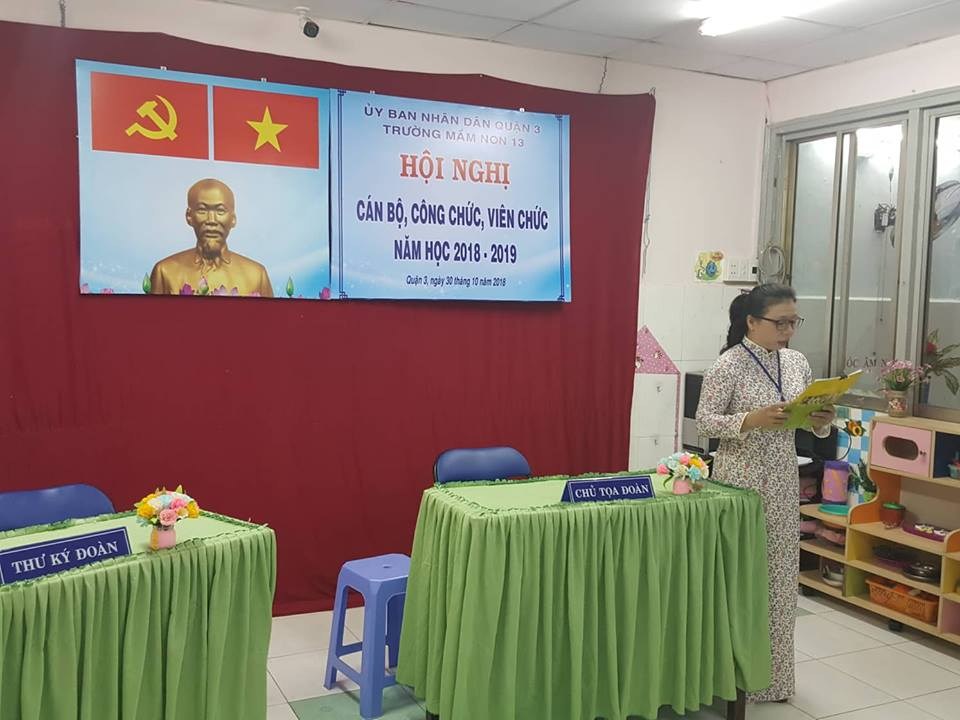 ỦY BAN NHÂN DÂN QUẬN 3
TRƯỜNG MẦM NON 13
HỘI NGHỊ
CÁN BỘ, CÔNG CHỨC, VIÊN CHỨC
NĂM HỌC 2018 - 2019
Quận 3, ngày 30 tháng 10 năm 2018
CHỦ TỌA ĐOÀN
THƯ KÝ ĐOÀN